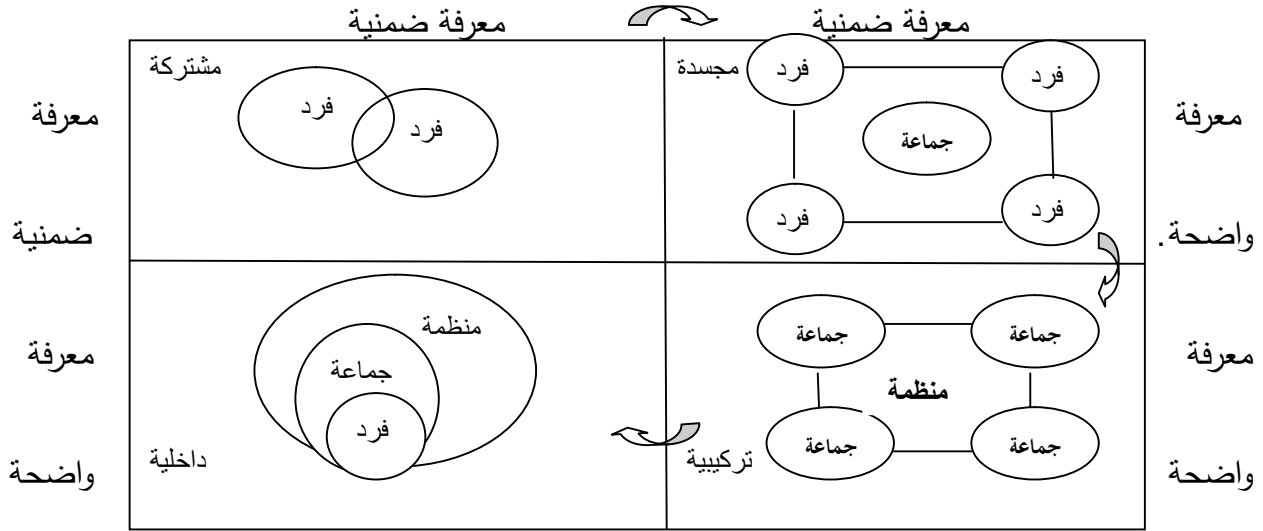 معرفة ضمنية
معرفة ضمنية
مجسدة
فرد
فرد
جماعة
فرد
فرد
معرفة
واضحة.
مشتركة
فرد
فرد
معرفة
ضمنية
جماعة
جماعة
منظمة
جماعة
جماعة
تركيبية
معرفة
واضحة
منظمة
جماعة
فرد
داخلية
معرفة
واضحة